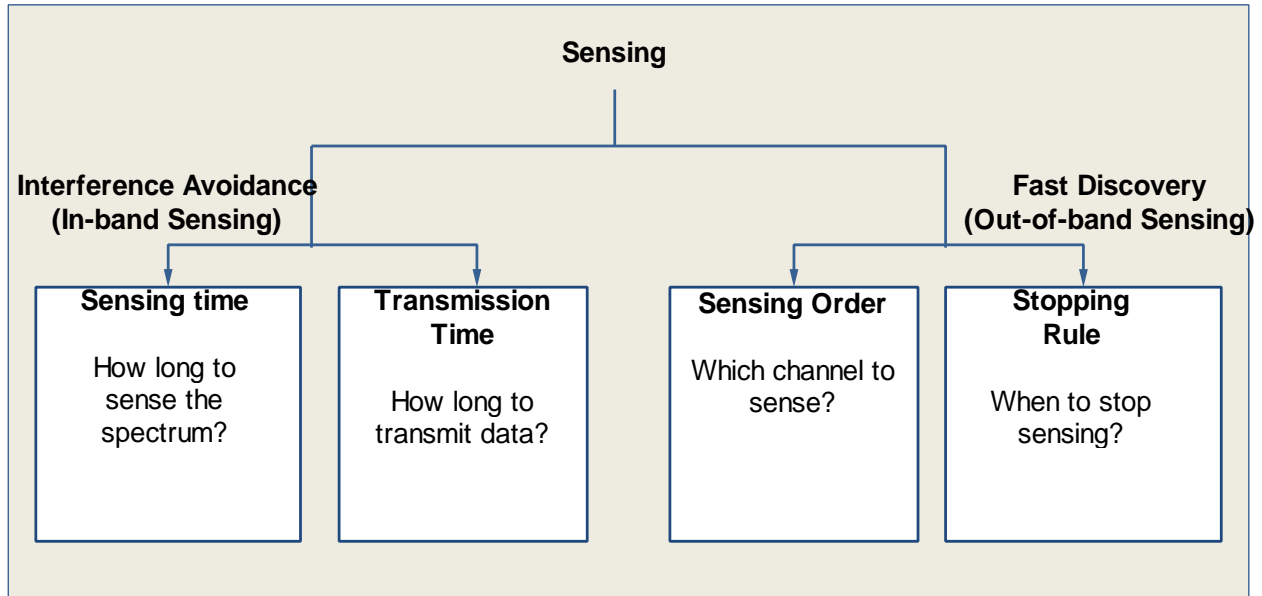 Sensing
Interference Avoidance
(In-band Sensing)
Fast Discovery
(Out-of-band Sensing)
Sensing time
How long to
sense the
spectrum?
Transmission
Time
How long to
transmit data?
Sensing Order
Which channel to
sense?
Stopping
Rule
When to stop
sensing?